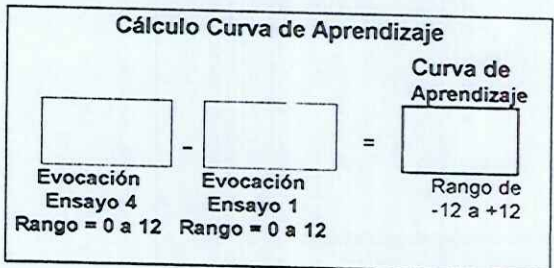 Cálculo Curva de Aprendizaje
Curva de
Aprendizaje
- =
Evocación
Ensayo 4
Rango = 0 a 12
Evocación
Ensayo 1
Rango = 0 a 12
Rango de
-12 a +12